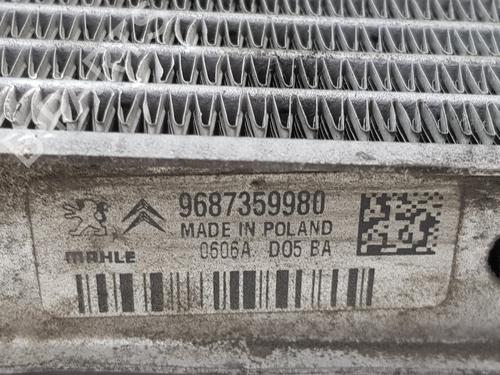 9687359980
MADE IN POLAND
MAHLE
0606A D05 BA